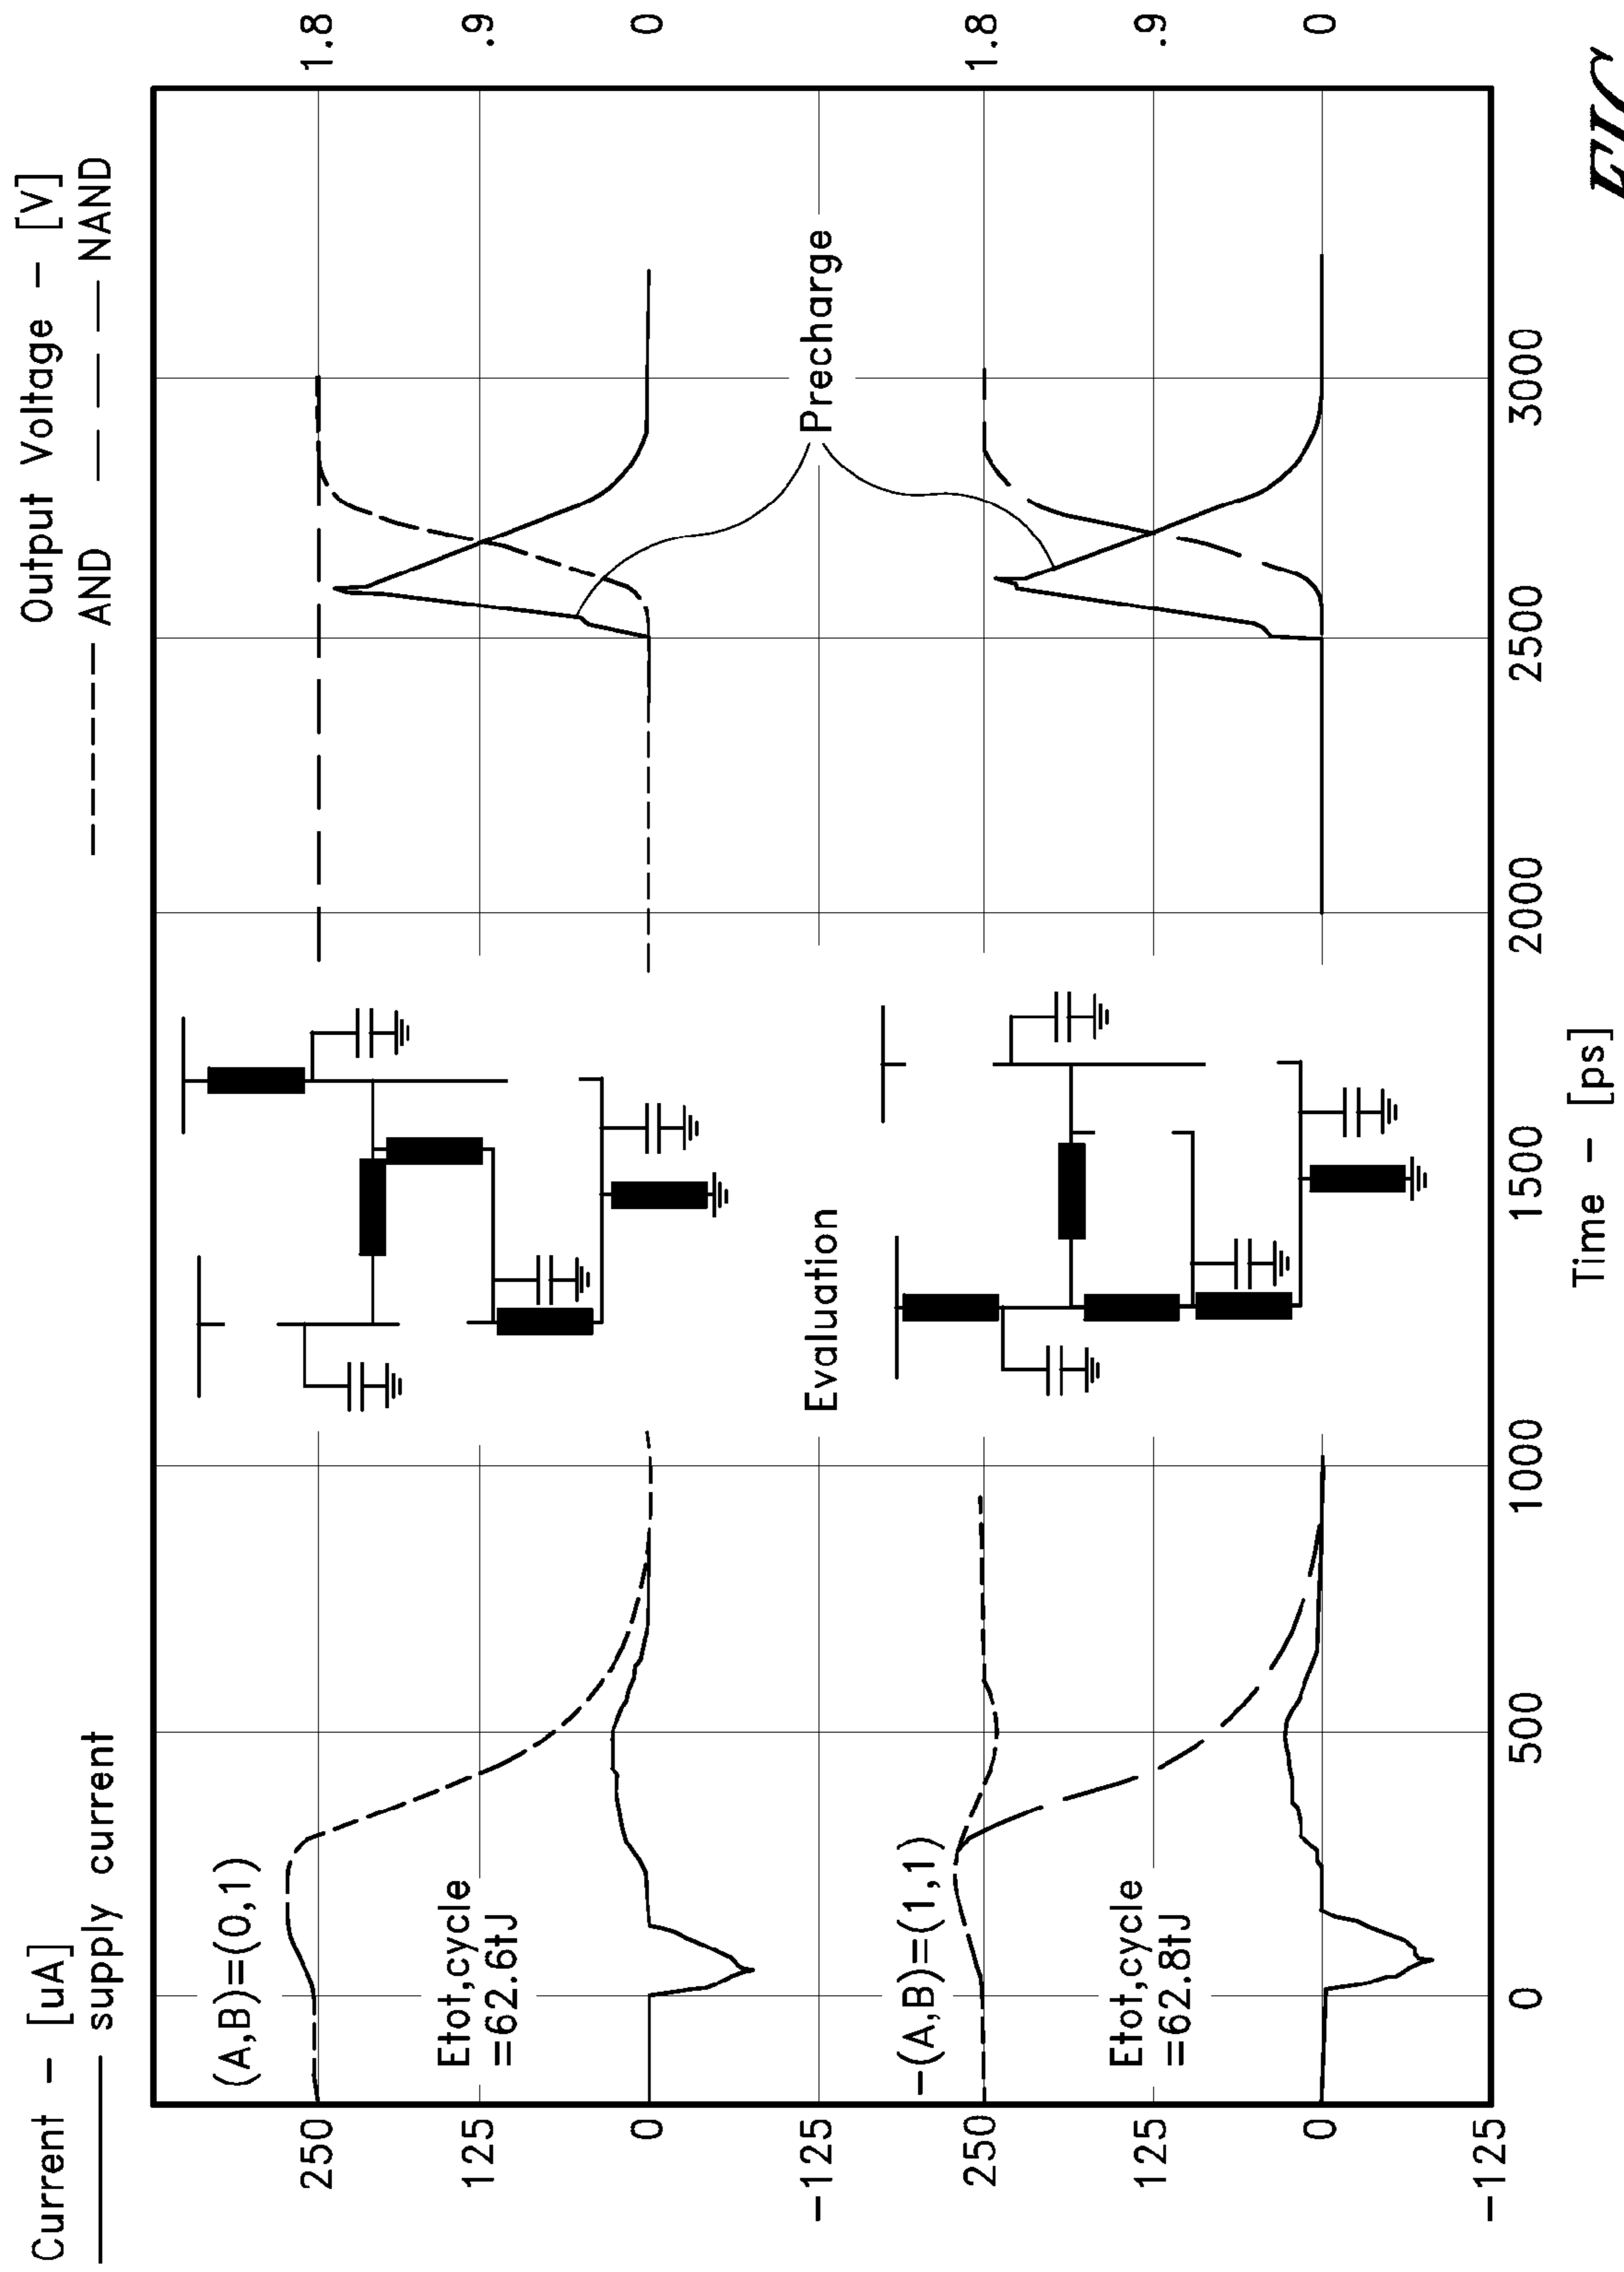 Current – [uA]
supply current
Output Voltage – [V]
AND
NAND
(A,B)=(0,1)
Etot,cycle
=62.6fJ
250
125
0
-125
1.8
.9
0
Precharge
Evaluation
-(A,B)=(1,1)
Etot,cycle
=62.8fJ
250
125
0
-125
1.8
.9
0
0
500
1000
1500
2000
2500
3000
Time – [ps]